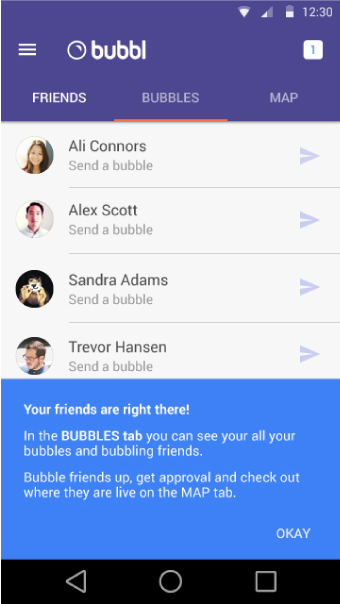 12:30
bubbl
1
FRIENDS
BUBBLES
MAP
Ali Connors
Send a bubble
Alex Scott
Send a bubble
Sandra Adams
Send a bubble
Trevor Hansen
Send a bubble
Your friends are right there!
In the BUBBLES tab you can see your all your
bubbles and bubbling friends.
Bubble friends up, get approval and check out
where they are live on the MAP tab.
OKAY